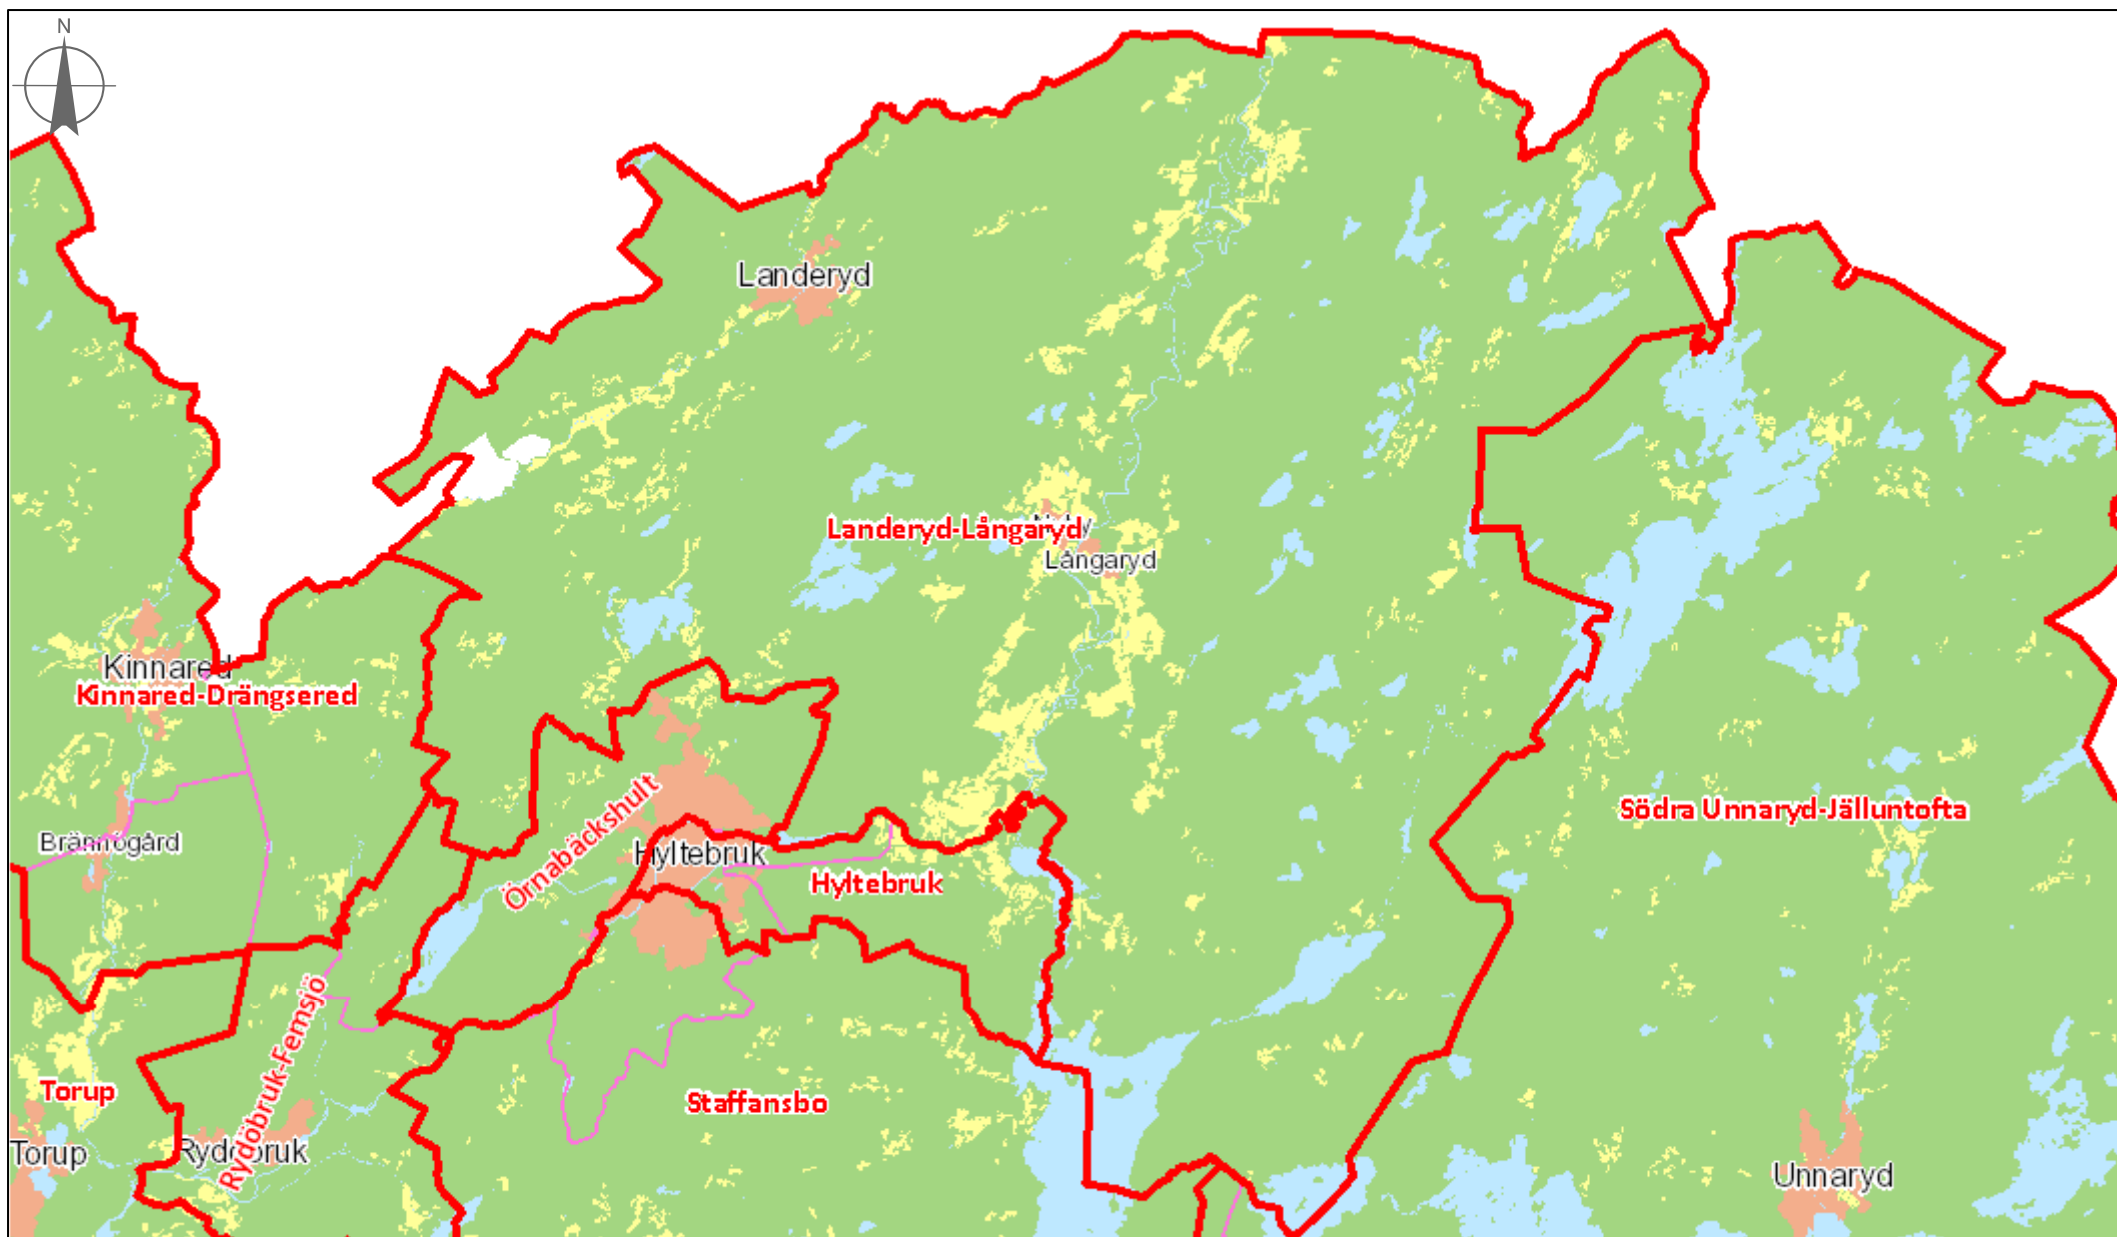 N
Landeryd
Landeryd-Långaryd
Långaryd
Kinnared
Kinnared-Drängsered
Södra Unnaryd-Jälluntofta
Örnabäckshult
Brännögård
Hyltebruk
Hyltebruk
Rydöbruk-Femsjö
Torup
Staffansbo
Torup
Rydöbruk
Unnaryd